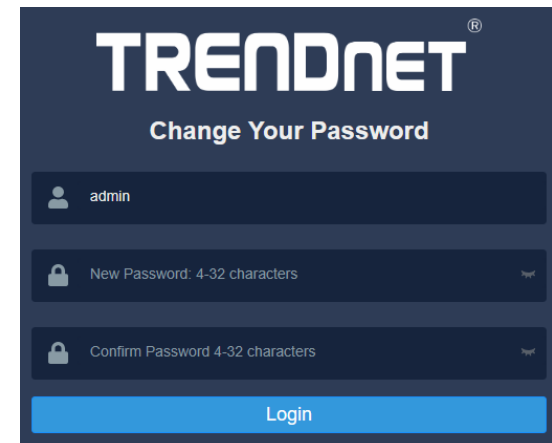 TRENDNET®
Change Your Password
admin
New Password: 4-32 characters
Confirm Password 4-32 characters
Login